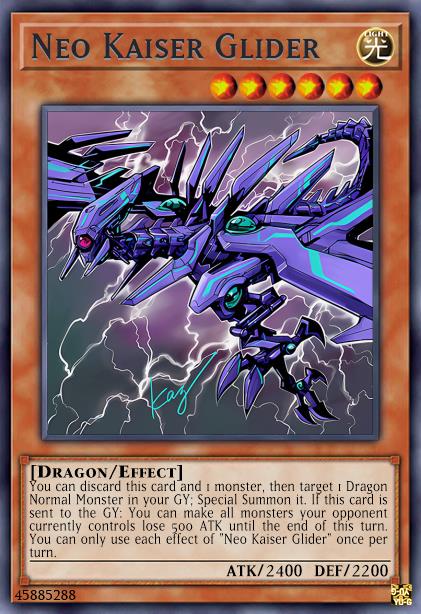 Neo Kaiser Glider
LIGHT
光
Kaz
[Dragon/Effect]
You can discard this card and 1 monster, then target 1 Dragon
Normal Monster in your GY; Special Summon it. If this card is
sent to the GY: You can make all monsters your opponent
currently controls lose 500 ATK until the end of this turn.
You can only use each effect of "Neo Kaiser Glider" once per
turn.
ATK/2400 DEF/2200
45885288